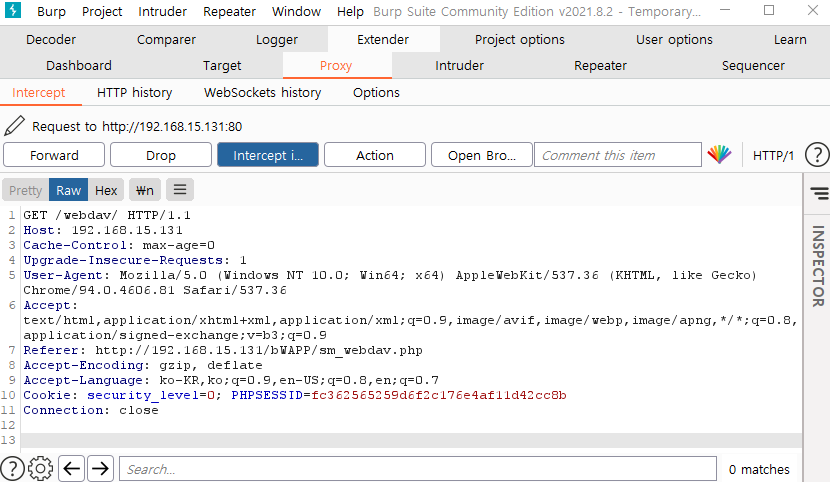 Burp Project Intruder Repeater Window Help Burp Suite Community Edition v2021.8.2 - Temporary...
Decoder Comparer Logger Extender Project options User options Learn
Dashboard Target Proxy Intruder Repeater Sequencer
Intercept HTTP history WebSockets history Options
Request to http://192.168.15.131:80
Forward Drop Intercept i... Action Open Bro... Comment this item HTTP/1 ?
Pretty Raw Hex ₩n
INSPECTOR
1 GET /webdav/ HTTP/1.1
2 Host: 192.168.15.131
3 Cache-Control: max-age=0
4 Upgrade-Insecure-Requests: 1
5 User-Agent: Mozilla/5.0 (Windows NT 10.0; Win64; x64) AppleWebKit/537.36 (KHTML, like Gecko)
Chrome/94.0.4606.81 Safari/537.36
6 Accept:
text/html,application/xhtml+xml,application/xml;q=0.9,image/avif,image/webp,image/apng,*/*;q=0.8,
application/signed-exchange;v=b3;q=0.9
7 Referer: http://192.168.15.131/bWAPP/sm_webdav.php
8 Accept-Encoding: gzip, deflate
9 Accept-Language: ko-KR,ko;q=0.9,en-US;q=0.8,en;q=0.7
10 Cookie: security_level=0; PHPSESSID=fc362565259d6f2c176e4af11d42cc8b
11 Connection: close
12
13
? Search... 0 matches